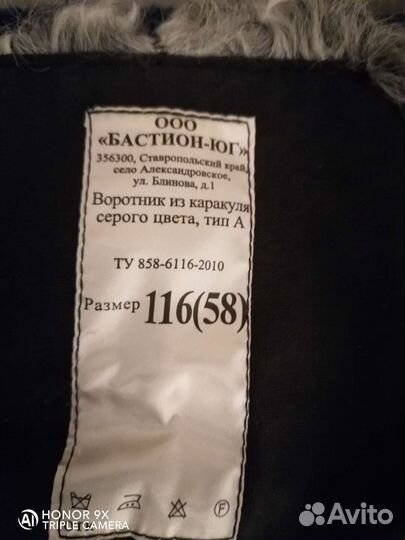 ООО
«БАСТИОН-ЮГ»
356300, Ставропольский край,
село Александровское,
ул. Блинова, д.1
Воротник из каракуля
серого цвета, тип А
ТУ 858-6116-2010
Размер 116(58)
F
AI HONOR 9X
TRIPLE CAMERA
Avito